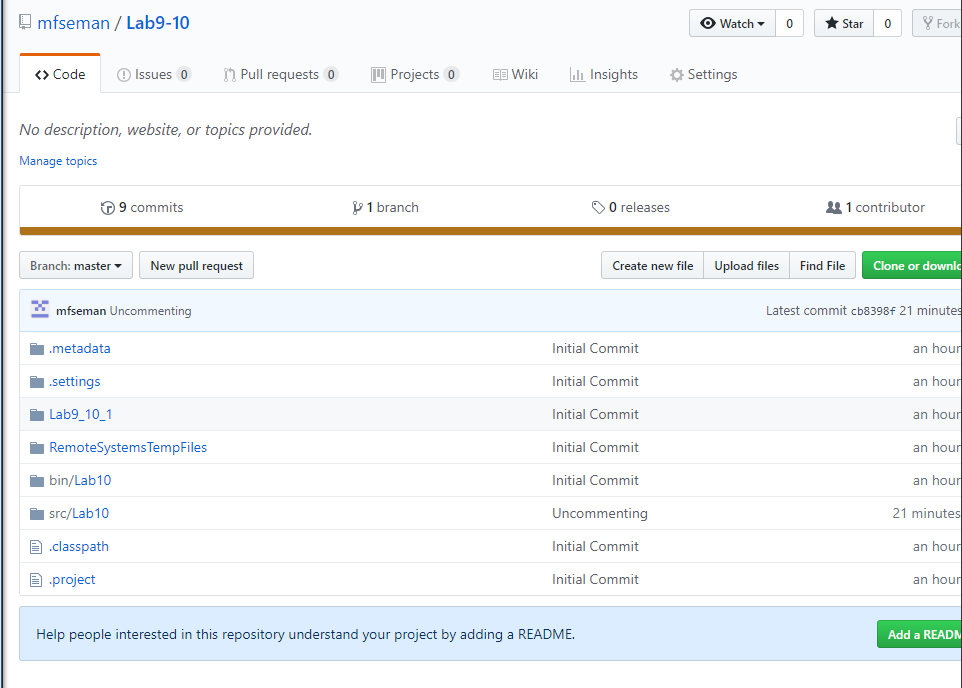 mfseman / Lab9-10
Watch 0 Star 0 Fork
Code Issues 0 Pull requests 0 Projects 0 Wiki Insights Settings
No description, website, or topics provided.
Manage topics
9 commits 1 branch 0 releases 1 contributor
Branch: master New pull request Create new file Upload files Find File Clone or downlo
mfseman Uncommenting Latest commit cb8398f 21 minutes
.metadata Initial Commit an hour
.settings Initial Commit an hour
Lab9_10_1 Initial Commit an hour
RemoteSystemsTempFiles Initial Commit an hour
bin/Lab10 Initial Commit an hour
src/Lab10 Uncommenting 21 minutes
.classpath Initial Commit an hour
.project Initial Commit an hour
Help people interested in this repository understand your project by adding a README. Add a READM